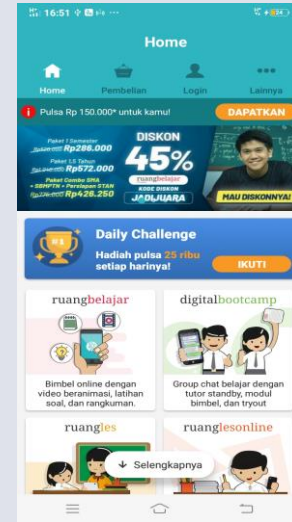 16:51
24
Home
Home Pembelian Login Lainnya
Pulsa Rp 150.000* untuk kamu! DAPATKAN
Paket 1 Semester
Rp286.000
Paket 1,5 Tahun
Rp572.000
Paket Combo SMA
+ SBMPTN + Persiapan STAN
Rp426.250
DISKON
45%
ruangbelajar
KODE DISKON
JADIJUARA
MAU DISKONNYA!
#1
Daily Challenge
Hadiah pulsa 25 ribu
setiap harinya!
IKUTI
ruangbelajar
Bimbel online dengan
video beranimasi, latihan
soal, dan rangkuman.
digitalbootcamp
Group chat belajar dengan
tutor standby, modul
bimbel, dan tryout
ruangles
ruanglesonline
Selengkapnya